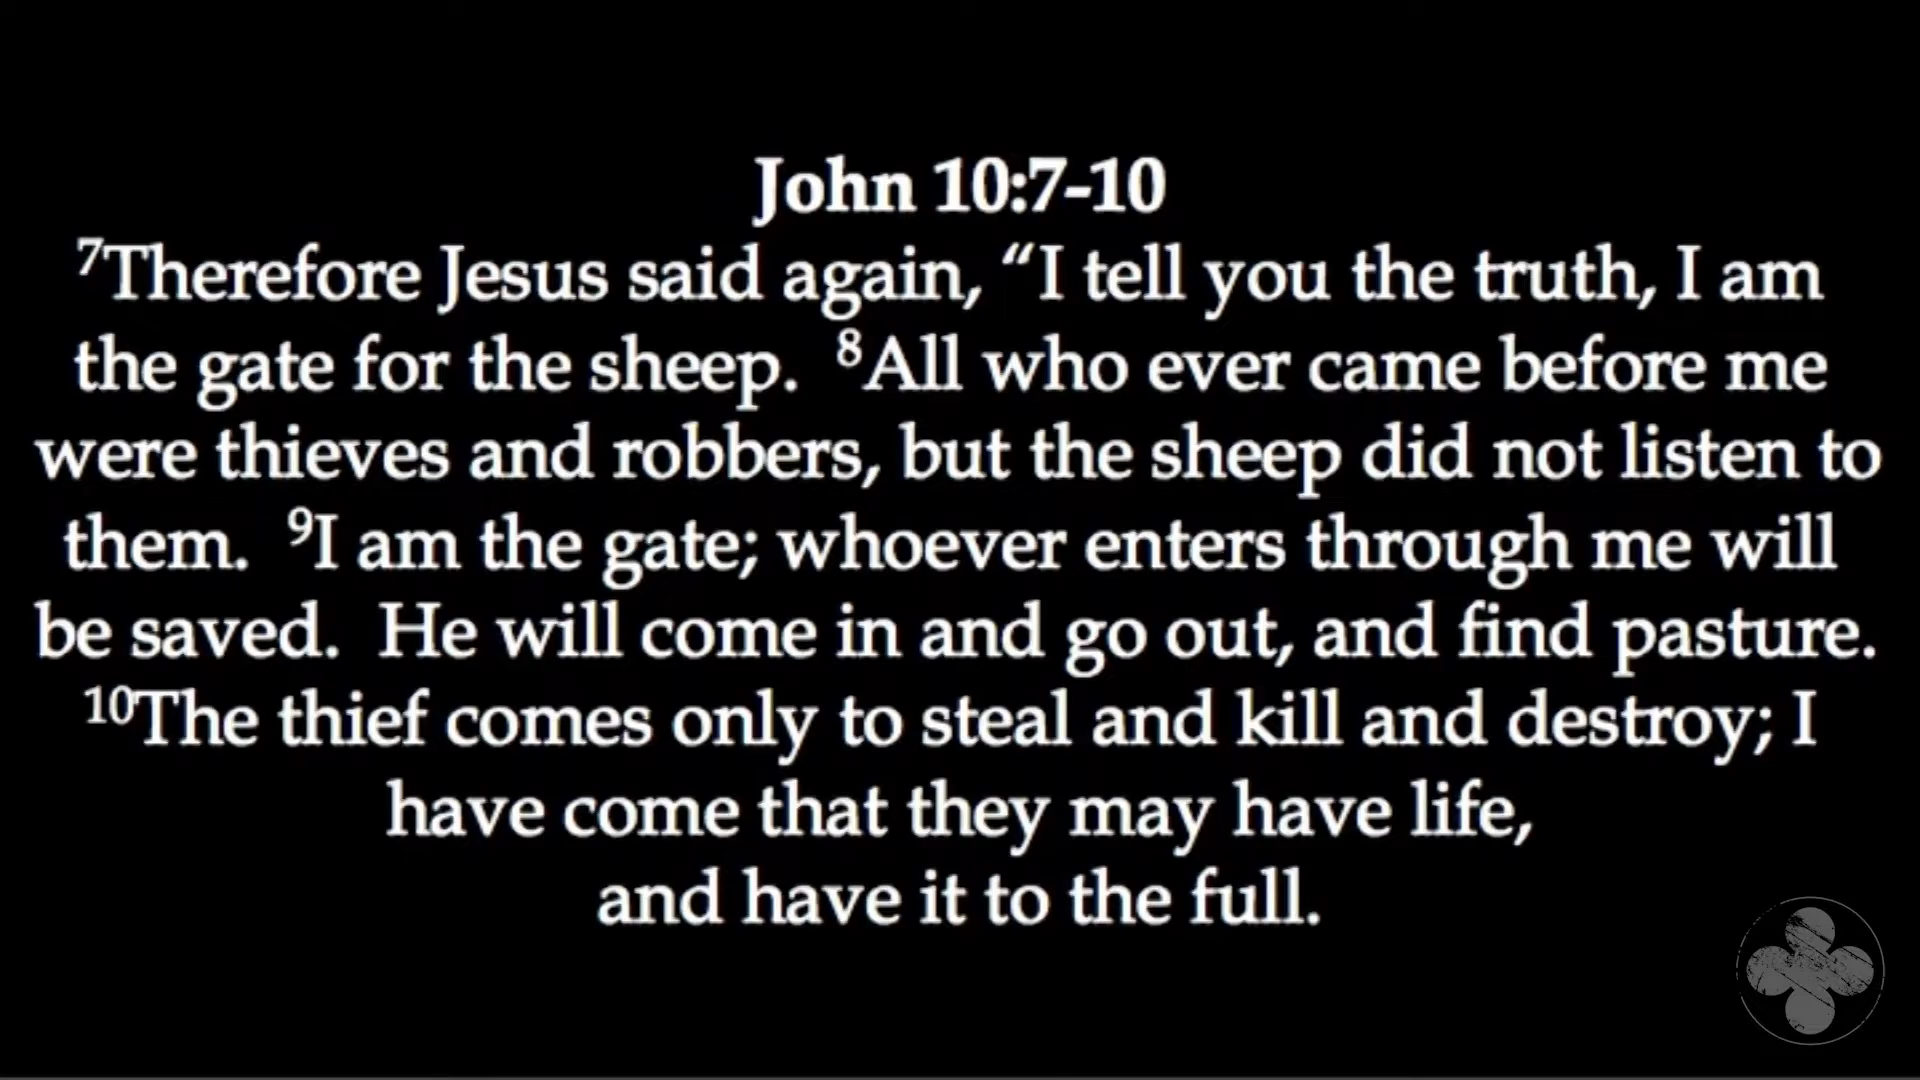 John 10:7-10
⁷Therefore Jesus said again, “I tell you the truth, I am
the gate for the sheep.  ⁸All who ever came before me
were thieves and robbers, but the sheep did not listen to
them.  ⁹I am the gate; whoever enters through me will
be saved.  He will come in and go out, and find pasture.
¹⁰The thief comes only to steal and kill and destroy; I
have come that they may have life,
and have it to the full.